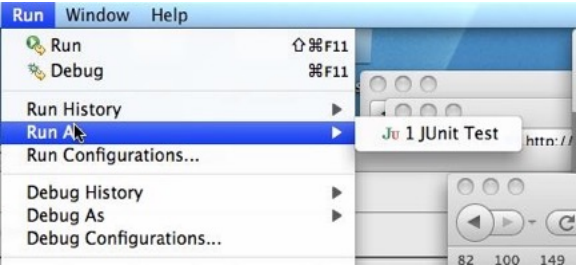 Run Window Help
Run ⇧⌘F11
Debug ⌘F11
Run History
Run As
Ju 1 JUnit Test
http://
Run Configurations...
Debug History
Debug As
Debug Configurations...
C
82 100 149